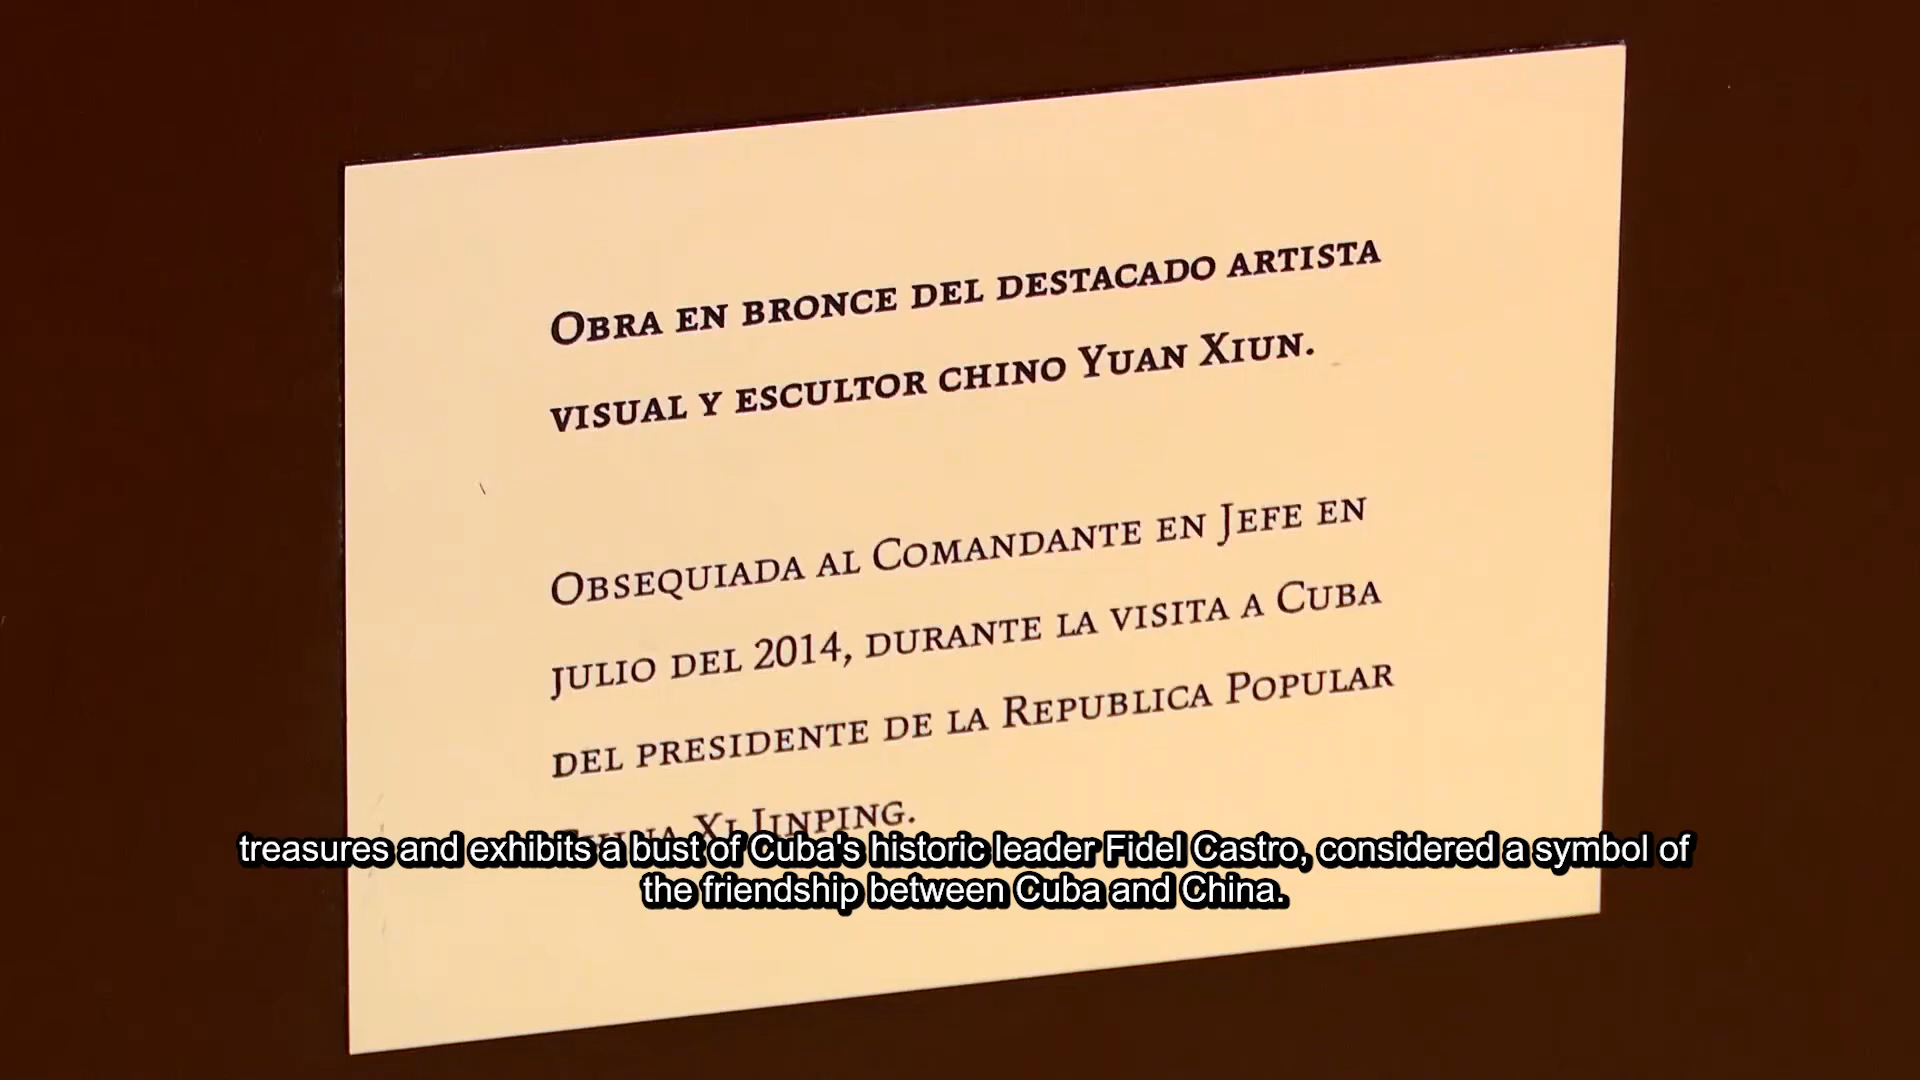 OBRA EN BRONCE DEL DESTACADO ARTISTA
VISUAL Y ESCULTOR CHINO YUAN XIUN.
OBSEQUIADA AL COMANDANTE EN JEFE EN
JULIO DEL 2014, DURANTE LA VISITA A CUBA
DEL PRESIDENTE DE LA REPUBLICA POPULAR
XI JINPING.
treasures and exhibits a bust of Cuba's historic leader Fidel Castro, considered a symbol of
the friendship between Cuba and China.